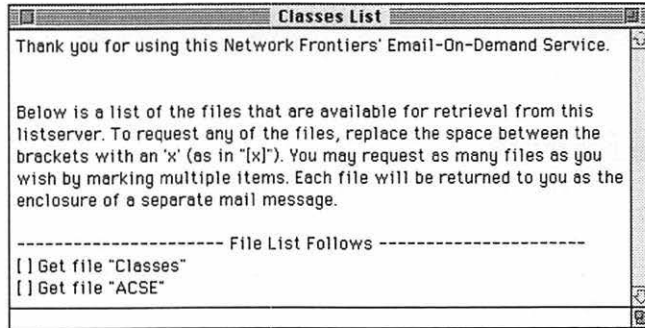 Classes List
Thank you for using this Network Frontiers' Email-On-Demand Service.
Below is a list of the files that are available for retrieval from this
listserver. To request any of the files, replace the space between the
brackets with an 'x' (as in "[x]"). You may request as many files as you
wish by marking multiple items. Each file will be returned to you as the
enclosure of a separate mail message.
---------------------- File List Follows ----------------------
[ ] Get file "Classes"
[ ] Get file "ACSE"